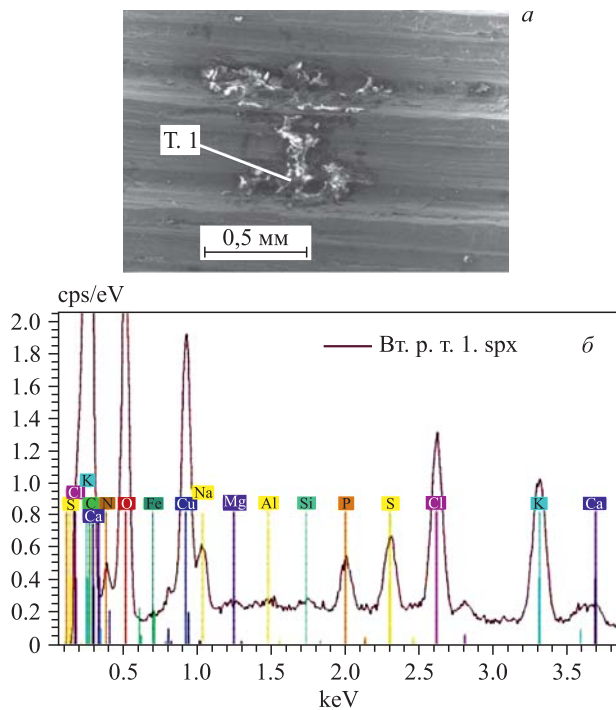 а
Т. 1
0,5 мм
cps/eV
2.0
1.8
1.6
1.4
1.2
1.0
0.8
0.6
0.4
0.2
0
Вт. р. т. 1. spx
б
K
Cl
S C N O Fe Cu Na Mg Al Si P S Cl K Ca
Ca
0.5 1.0 1.5 2.0 2.5 3.0 3.5
keV